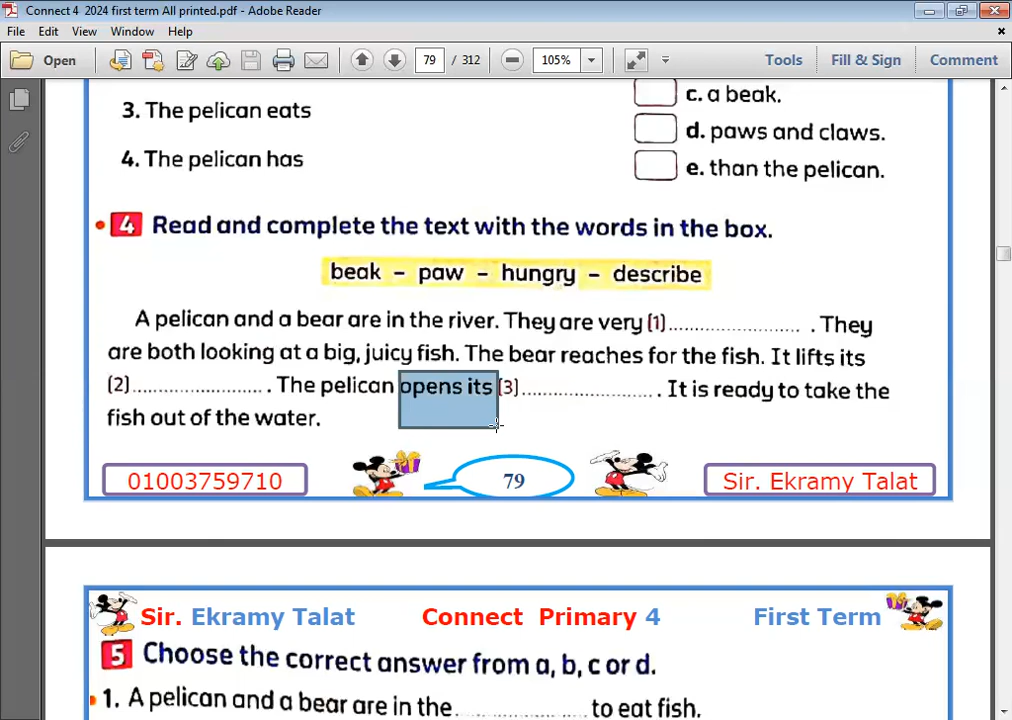 Connect 4 2024 first term All printed.pdf - Adobe Reader
File Edit View Window Help
Open 79 / 312 105% Tools Fill & Sign Comment
c. a beak.
3. The pelican eats
d. paws and claws.
4. The pelican has
e. than the pelican.
4 Read and complete the text with the words in the box.
beak – paw – hungry – describe
A pelican and a bear are in the river. They are very (1)........................ . They
are both looking at a big, juicy fish. The bear reaches for the fish. It lifts its
(2)........................ . The pelican opens its (3)........................ . It is ready to take the
fish out of the water.
01003759710 79 Sir. Ekramy Talat
Sir. Ekramy Talat Connect Primary 4 First Term
5 Choose the correct answer from a, b, c or d.
1. A pelican and a bear are in the ........................ to eat fish.